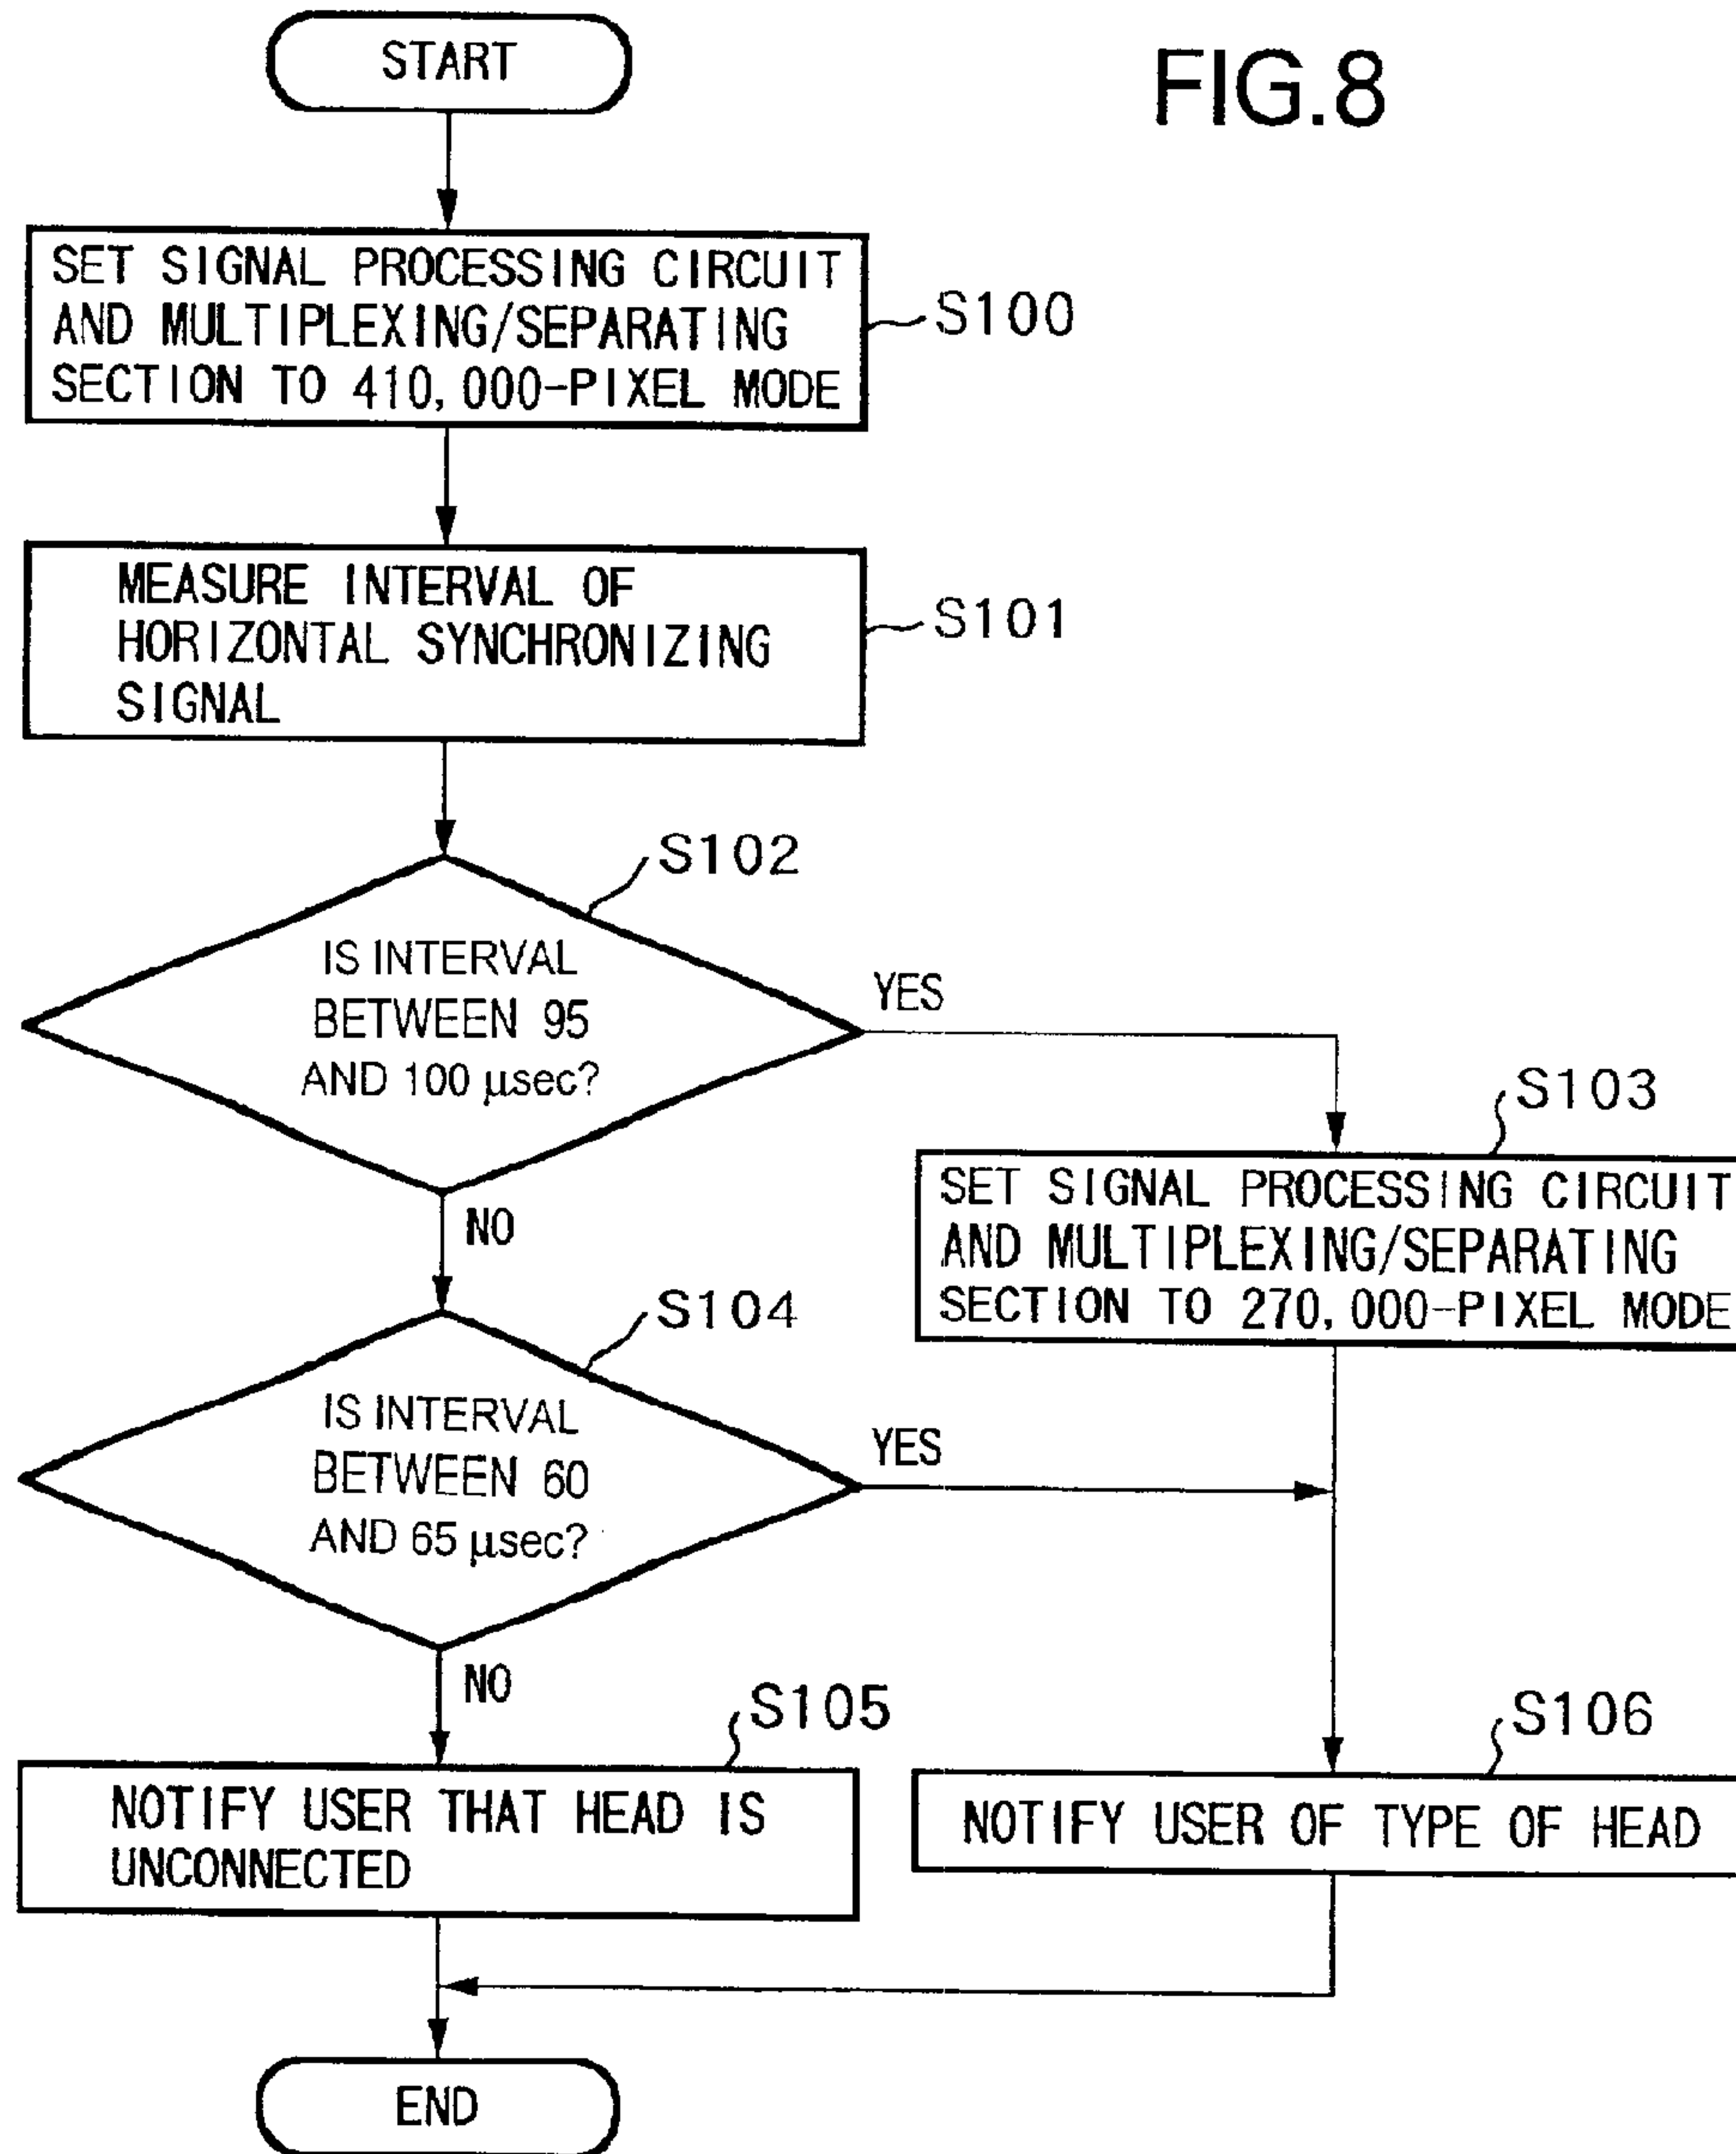 START
FIG.8
SET SIGNAL PROCESSING CIRCUIT
AND MULTIPLEXING/SEPARATING
SECTION TO 410,000-PIXEL MODE
S100
MEASURE INTERVAL OF
HORIZONTAL SYNCHRONIZING
SIGNAL
S101
S102
IS INTERVAL
BETWEEN 95
AND 100 μsec?
YES
NO
S103
SET SIGNAL PROCESSING CIRCUIT
AND MULTIPLEXING/SEPARATING
SECTION TO 270,000-PIXEL MODE
S104
IS INTERVAL
BETWEEN 60
AND 65 μsec?
YES
NO
S105
NOTIFY USER THAT HEAD IS
UNCONNECTED
S106
NOTIFY USER OF TYPE OF HEAD
END